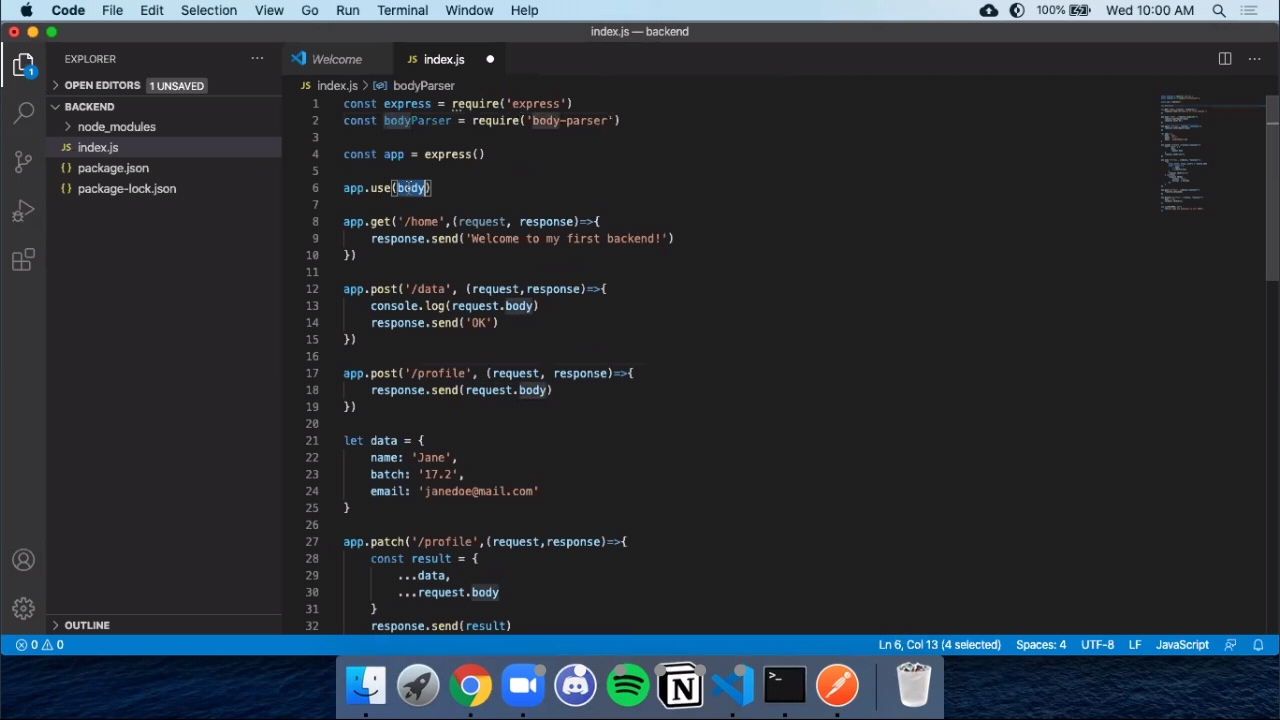 Code File Edit Selection View Go Run Terminal Window Help 100% Wed 10:00 AM
index.js — backend
EXPLORER ··· Welcome JS index.js ···
1
OPEN EDITORS 1 UNSAVED JS index.js > bodyParser
BACKEND
node_modules
JS index.js
package.json
package-lock.json
1 const express = require('express')
2 const bodyParser = require('body-parser')
3
4 const app = express()
5
6 app.use(body)
7
8 app.get('/home',(request, response)=>{
9 response.send('Welcome to my first backend!')
10 })
11
12 app.post('/data', (request,response)=>{
13 console.log(request.body)
14 response.send('OK')
15 })
16
17 app.post('/profile', (request, response)=>{
18 response.send(request.body)
19 })
20
21 let data = {
22 name: 'Jane',
23 batch: '17.2',
24 email: 'janedoe@mail.com'
25 }
26
27 app.patch('/profile',(request,response)=>{
28 const result = {
29 ...data,
30 ...request.body
31 }
32 response.send(result)
OUTLINE
0 0 Ln 6, Col 13 (4 selected) Spaces: 4 UTF-8 LF JavaScript
N >_